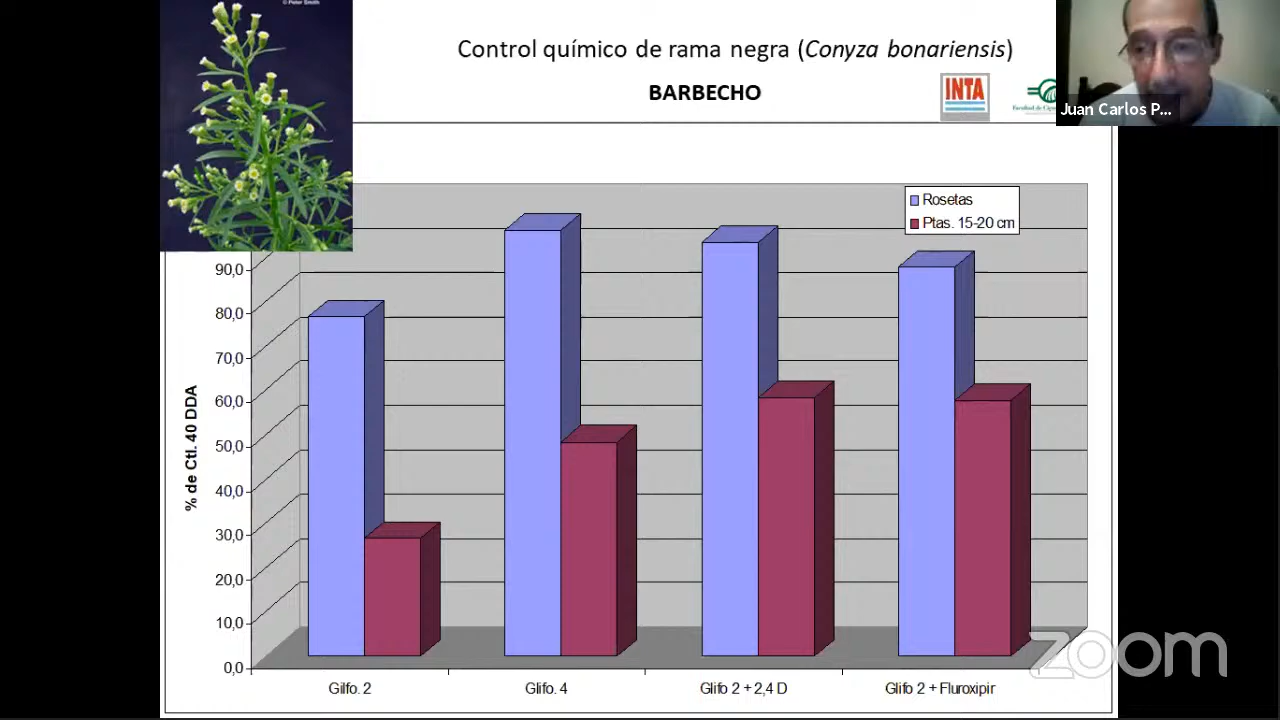 © Peter Smith
Control químico de rama negra (Conyza bonariensis)
BARBECHO
INTA
Juan Carlos P...
Rosetas
Ptas. 15-20 cm
90,0
80,0
70,0
60,0
50,0
40,0
30,0
20,0
10,0
0,0
% de Ctl. 40 DDA
Gilfo. 2
Glifo. 4
Glifo 2 + 2,4 D
Glifo 2 + Fluroxipir
zoom